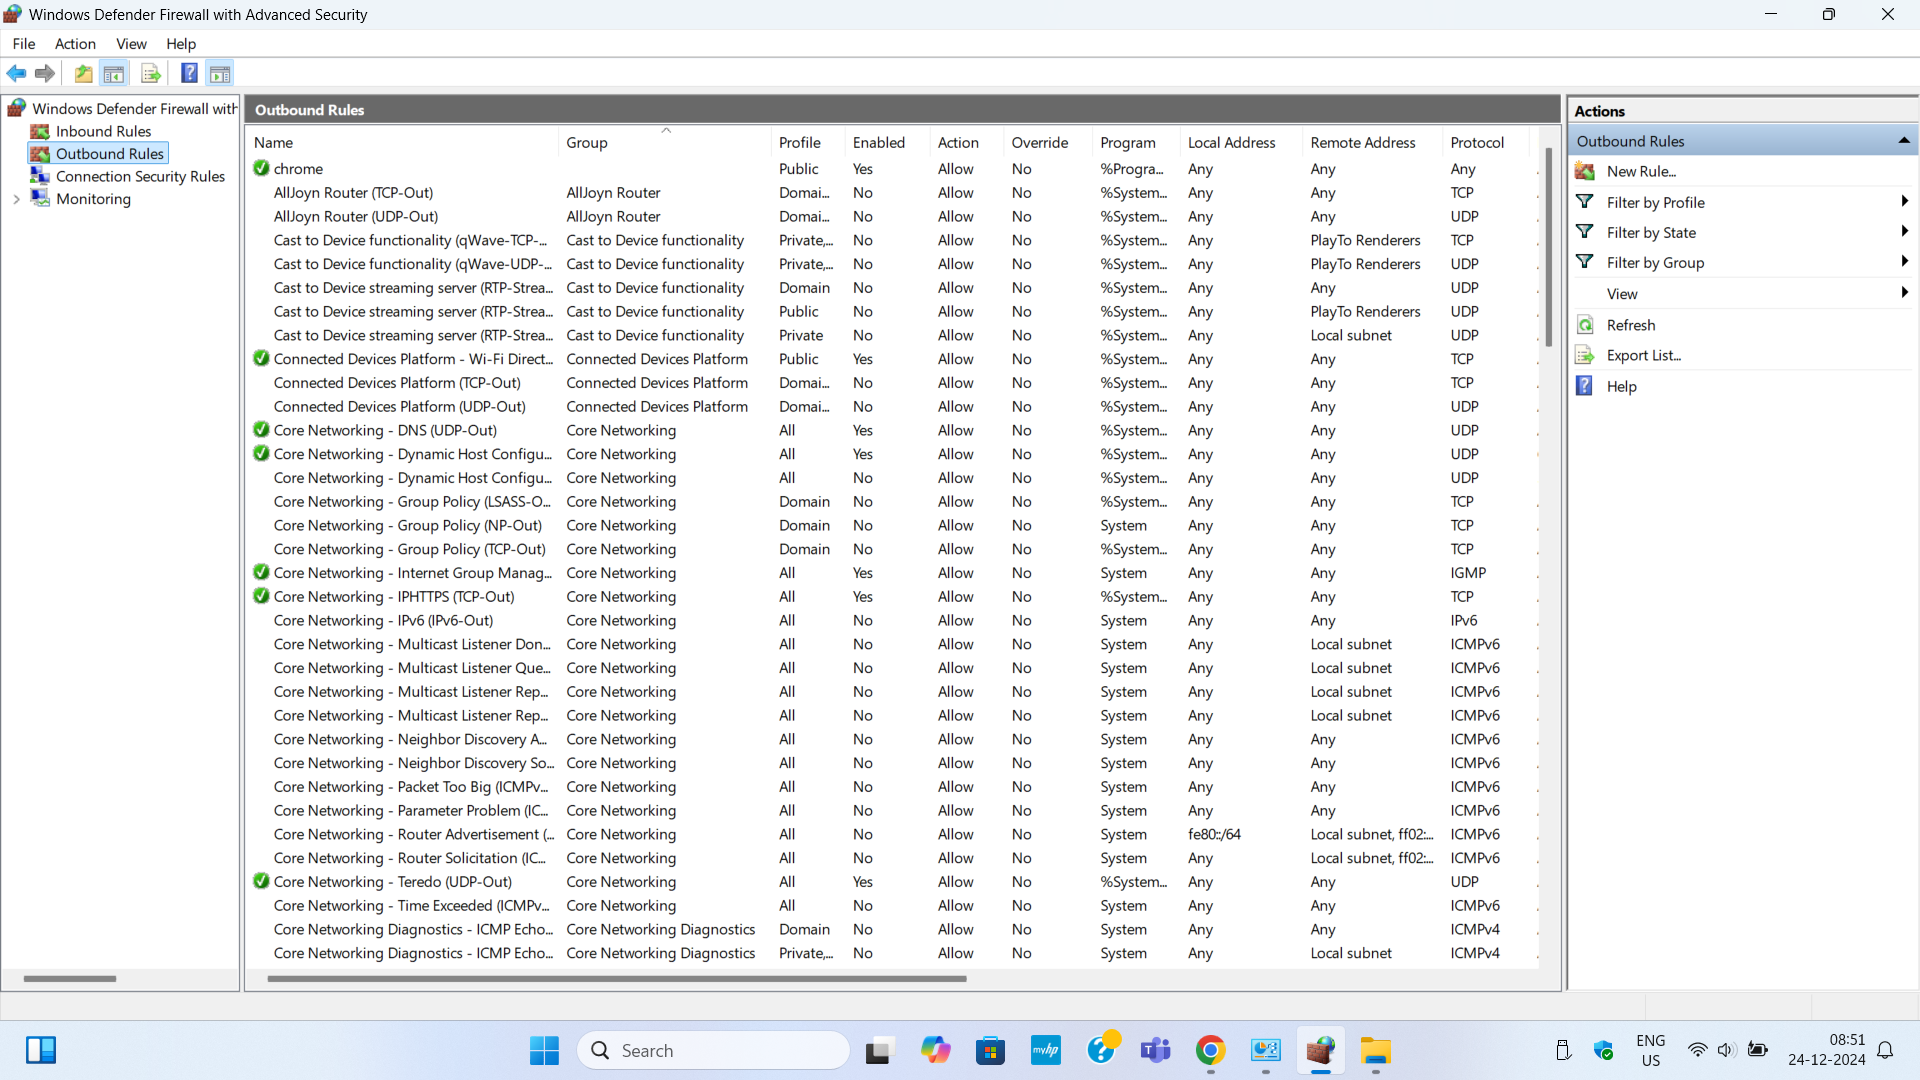 Windows Defender Firewall with Advanced Security
File Action View Help
Windows Defender Firewall with
Inbound Rules
Outbound Rules
Connection Security Rules
Monitoring
Outbound Rules
Name Group Profile Enabled Action Override Program Local Address Remote Address Protocol
chrome Public Yes Allow No %Progra... Any Any Any
AllJoyn Router (TCP-Out) AllJoyn Router Domai... No Allow No %System... Any Any TCP
AllJoyn Router (UDP-Out) AllJoyn Router Domai... No Allow No %System... Any Any UDP
Cast to Device functionality (qWave-TCP-... Cast to Device functionality Private,... No Allow No %System... Any PlayTo Renderers TCP
Cast to Device functionality (qWave-UDP-... Cast to Device functionality Private,... No Allow No %System... Any PlayTo Renderers UDP
Cast to Device streaming server (RTP-Strea... Cast to Device functionality Domain No Allow No %System... Any Any UDP
Cast to Device streaming server (RTP-Strea... Cast to Device functionality Public No Allow No %System... Any PlayTo Renderers UDP
Cast to Device streaming server (RTP-Strea... Cast to Device functionality Private No Allow No %System... Any Local subnet UDP
Connected Devices Platform - Wi-Fi Direct... Connected Devices Platform Public Yes Allow No %System... Any Any TCP
Connected Devices Platform (TCP-Out) Connected Devices Platform Domai... No Allow No %System... Any Any TCP
Connected Devices Platform (UDP-Out) Connected Devices Platform Domai... No Allow No %System... Any Any UDP
Core Networking - DNS (UDP-Out) Core Networking All Yes Allow No %System... Any Any UDP
Core Networking - Dynamic Host Configu... Core Networking All Yes Allow No %System... Any Any UDP
Core Networking - Dynamic Host Configu... Core Networking All No Allow No %System... Any Any UDP
Core Networking - Group Policy (LSASS-O... Core Networking Domain No Allow No %System... Any Any TCP
Core Networking - Group Policy (NP-Out) Core Networking Domain No Allow No System Any Any TCP
Core Networking - Group Policy (TCP-Out) Core Networking Domain No Allow No %System... Any Any TCP
Core Networking - Internet Group Manag... Core Networking All Yes Allow No System Any Any IGMP
Core Networking - IPHTTPS (TCP-Out) Core Networking All Yes Allow No %System... Any Any TCP
Core Networking - IPv6 (IPv6-Out) Core Networking All No Allow No System Any Any IPv6
Core Networking - Multicast Listener Don... Core Networking All No Allow No System Any Local subnet ICMPv6
Core Networking - Multicast Listener Que... Core Networking All No Allow No System Any Local subnet ICMPv6
Core Networking - Multicast Listener Rep... Core Networking All No Allow No System Any Local subnet ICMPv6
Core Networking - Multicast Listener Rep... Core Networking All No Allow No System Any Local subnet ICMPv6
Core Networking - Neighbor Discovery A... Core Networking All No Allow No System Any Any ICMPv6
Core Networking - Neighbor Discovery So... Core Networking All No Allow No System Any Any ICMPv6
Core Networking - Packet Too Big (ICMPv... Core Networking All No Allow No System Any Any ICMPv6
Core Networking - Parameter Problem (IC... Core Networking All No Allow No System Any Any ICMPv6
Core Networking - Router Advertisement (... Core Networking All No Allow No System fe80::/64 Local subnet, ff02:... ICMPv6
Core Networking - Router Solicitation (IC... Core Networking All No Allow No System Any Local subnet, ff02:... ICMPv6
Core Networking - Teredo (UDP-Out) Core Networking All Yes Allow No %System... Any Any UDP
Core Networking - Time Exceeded (ICMPv... Core Networking All No Allow No System Any Any ICMPv6
Core Networking Diagnostics - ICMP Echo... Core Networking Diagnostics Domain No Allow No System Any Any ICMPv4
Core Networking Diagnostics - ICMP Echo... Core Networking Diagnostics Private,... No Allow No System Any Local subnet ICMPv4
Actions
Outbound Rules
New Rule...
Filter by Profile
Filter by State
Filter by Group
View
Refresh
Export List...
Help
Search
myhp
ENG
US
08:51
24-12-2024